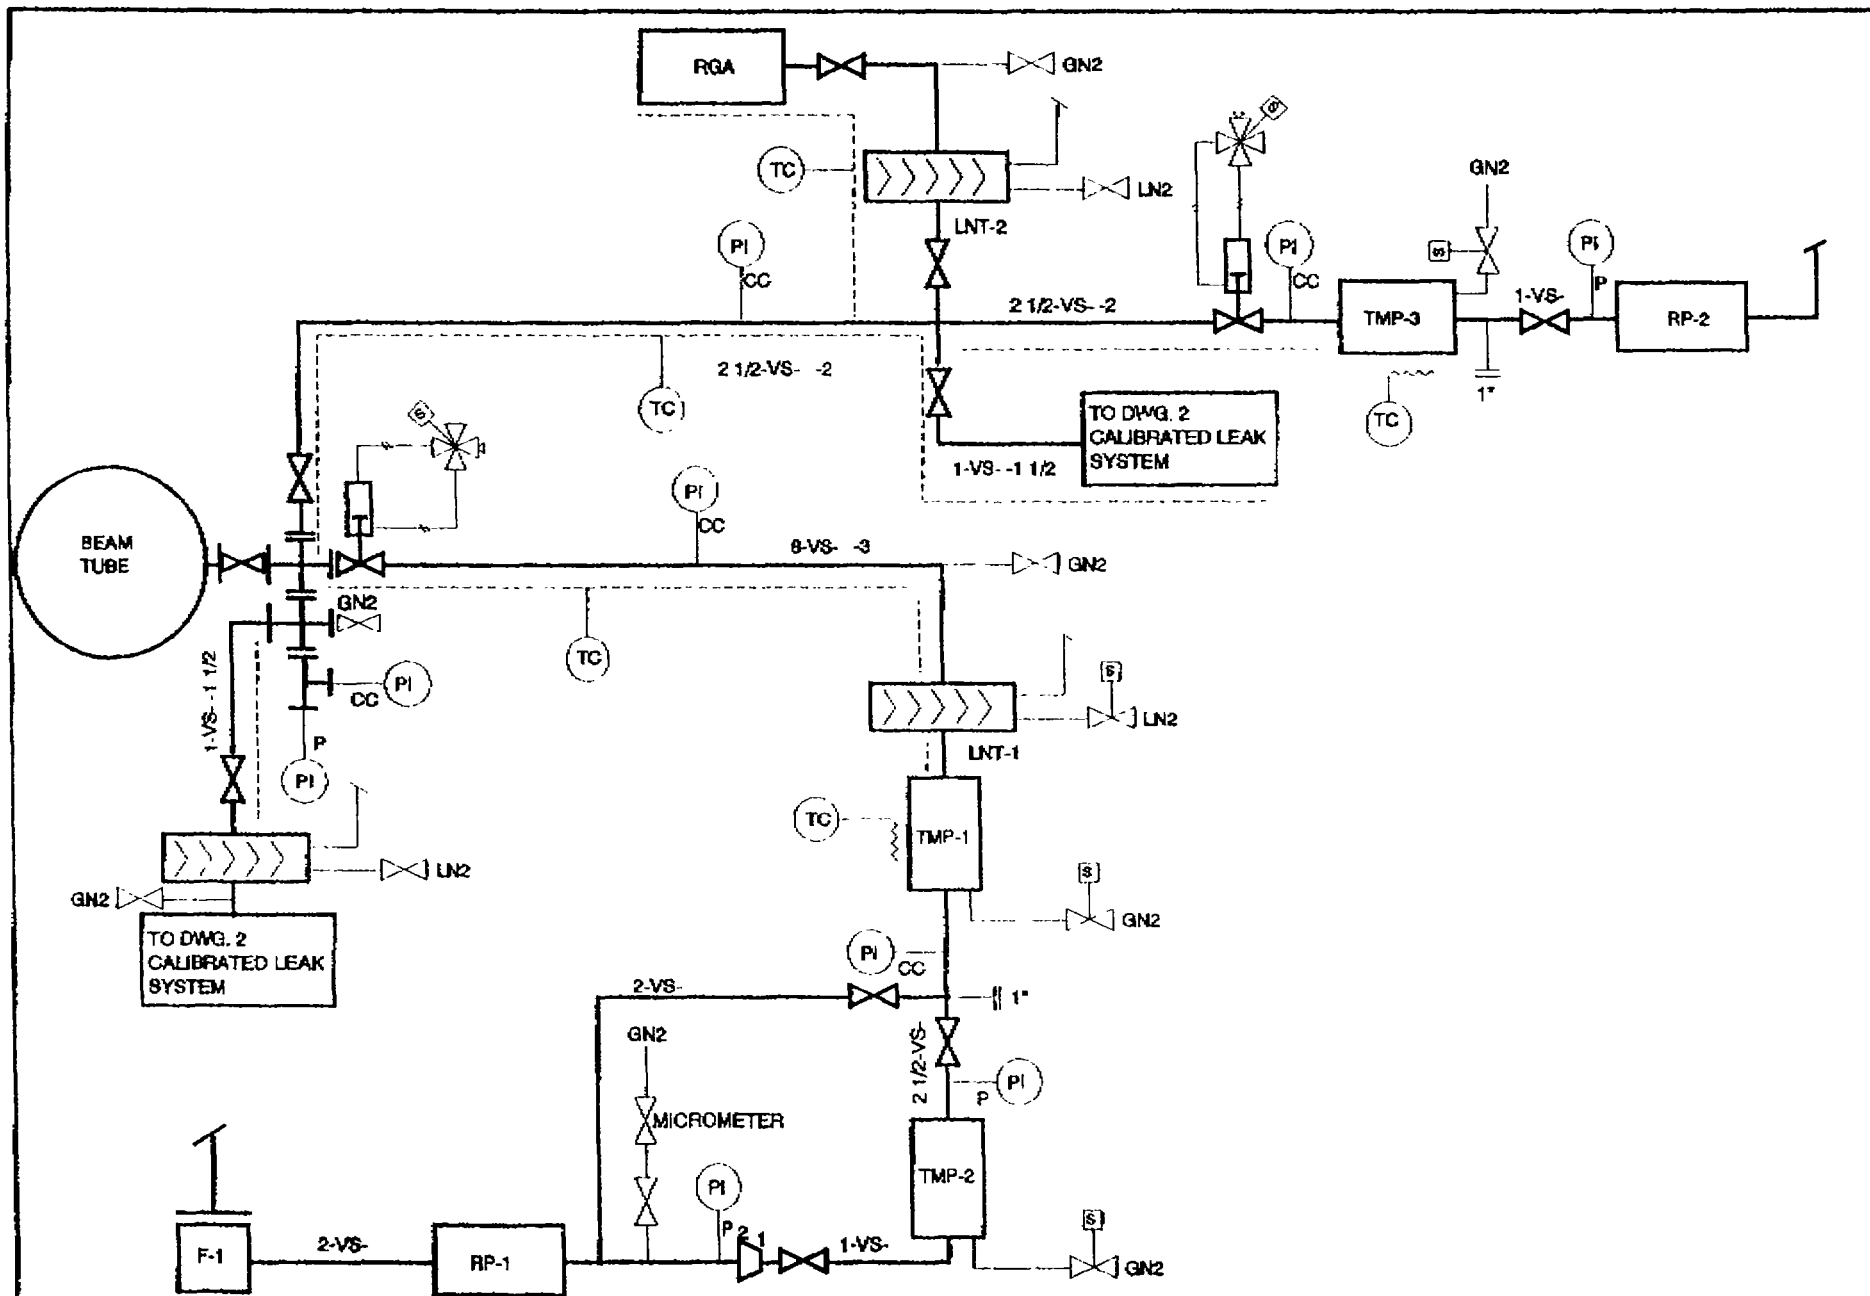 RGA
GN2
TC
LN2
LNT-2
S
GN2
PI
CC
PI
CC
S
PI
P
2 1/2-VS- -2
TMP-3
1-VS-
RP-2
2 1/2-VS- -2
TC
1"
TC
TO DWG. 2
CALIBRATED LEAK
SYSTEM
1-VS- -1 1/2
S
PI
CC
BEAM
TUBE
8-VS- -3
GN2
GN2
TC
1-VS- -1 1/2
CC
PI
P
PI
S
LN2
LNT-1
TC
TMP-1
LN2
GN2
S
GN2
TO DWG. 2
CALIBRATED LEAK
SYSTEM
PI
CC
2-VS-
1"
GN2
2 1/2-VS-
PI
P
MICROMETER
TMP-2
PI
P
2 1
F-1
2-VS-
RP-1
1-VS-
S
GN2